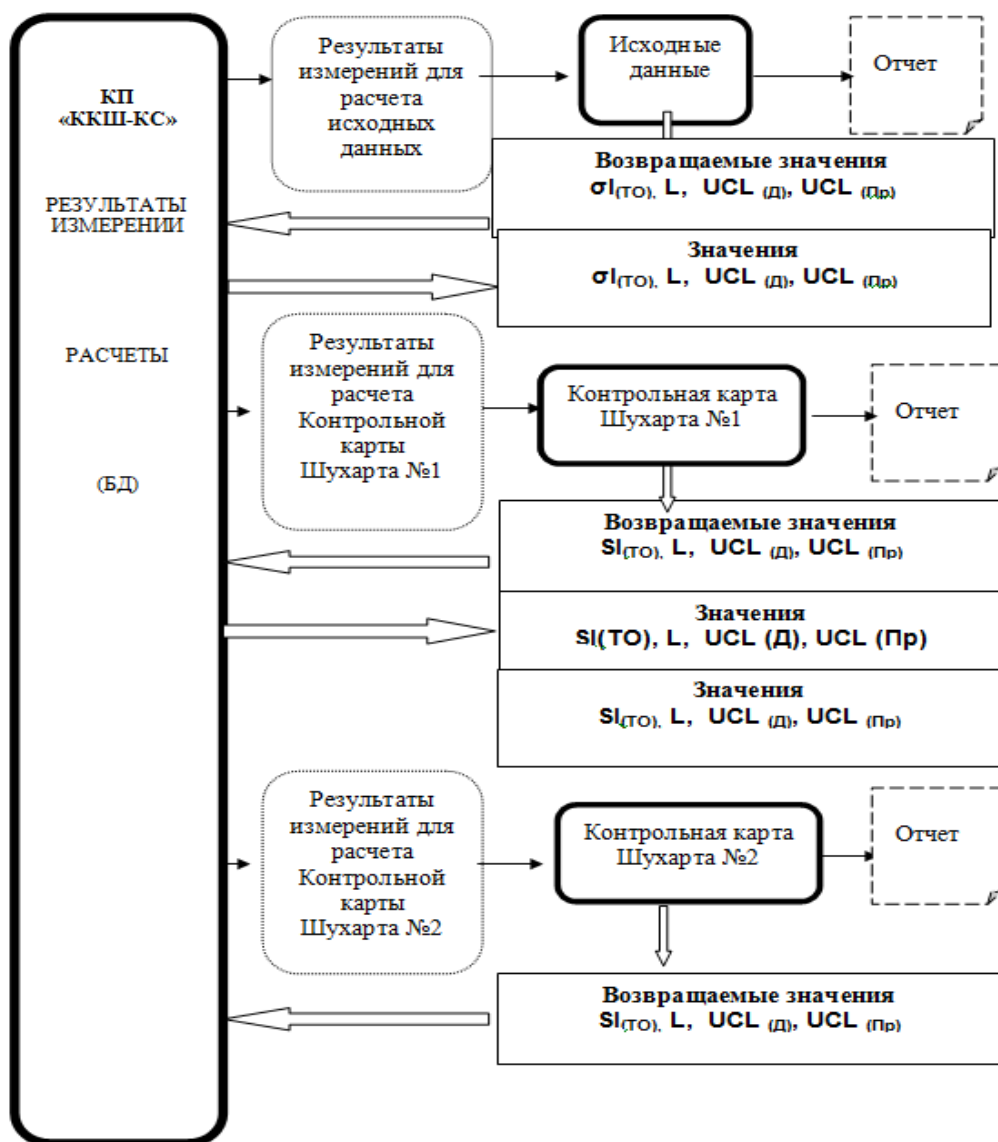 КП
«ККШ-КС»
РЕЗУЛЬТАТЫ
ИЗМЕРЕНИИ
РАСЧЕТЫ
(БД)
Результаты
измерений для
расчета
исходных
данных
Исходные
данные
Отчет
Возвращаемые значения
σl(ТО), L, UCL (Д), UCL (Пр)
Значения
σl(ТО), L, UCL (Д), UCL (Пр)
Результаты
измерений для
расчета
Контрольной
карты
Шухарта №1
Контрольная карта
Шухарта №1
Отчет
Возвращаемые значения
Sl(ТО), L, UCL (Д), UCL (Пр)
Значения
Sl(ТО), L, UCL (Д), UCL (Пр)
Значения
Sl(ТО), L, UCL (Д), UCL (Пр)
Результаты
измерений для
расчета
Контрольной
карты
Шухарта №2
Контрольная карта
Шухарта №2
Отчет
Возвращаемые значения
Sl(ТО), L, UCL (Д), UCL (Пр)